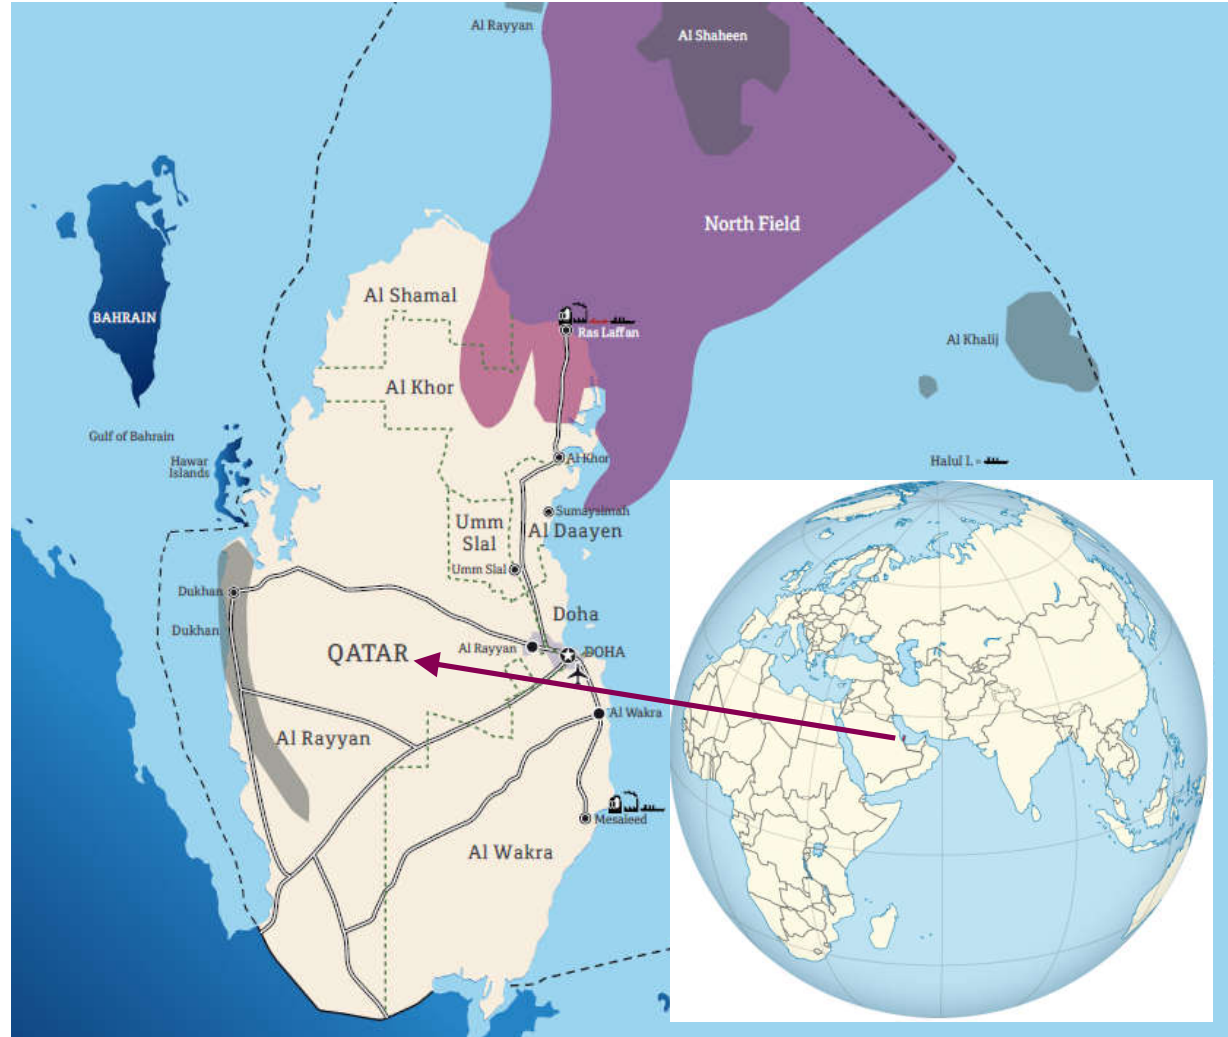 Al Rayyan
Al Shaheen
North Field
Al Shamal
BAHRAIN
Ras Laffan
Al Khalij
Al Khor
Gulf of Bahrain
Hawar
Islands
Al Khor
Halul I.
Sumaysimah
Umm
Slal
Al Daayen
Umm Slal
Dukhan
Doha
Dukhan
QATAR
Al Rayyan
DOHA
Al Wakra
Al Rayyan
Mesaieed
Al Wakra